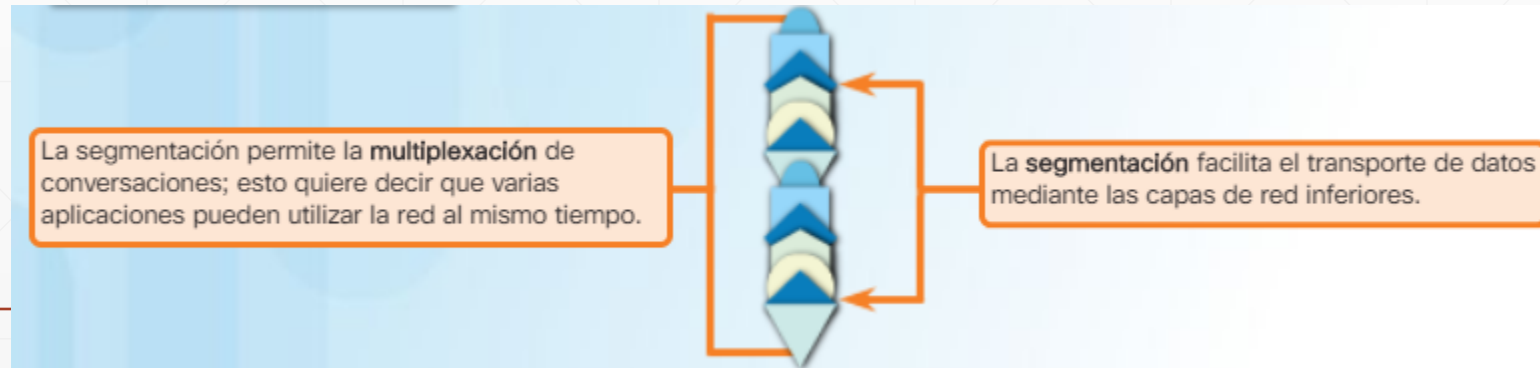 La segmentación permite la multiplexación de
conversaciones; esto quiere decir que varias
aplicaciones pueden utilizar la red al mismo tiempo.
La segmentación facilita el transporte de datos
mediante las capas de red inferiores.